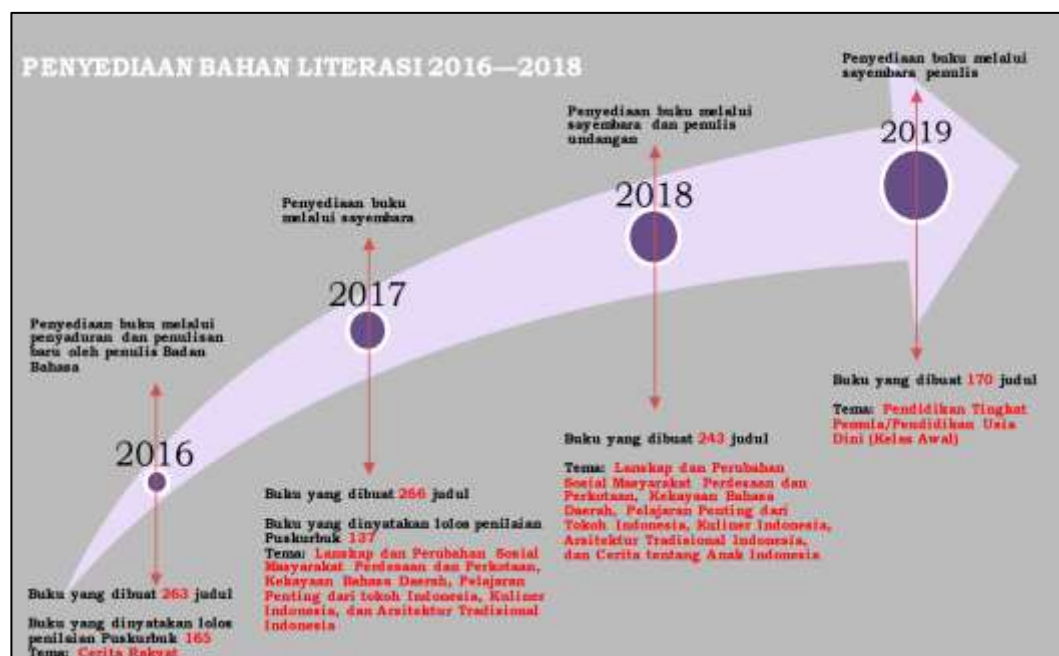 PENYEDIAAN BAHAN LITERASI 2016—2018
Penyediaan buku melalui
penyaduran dan penulisan
baru oleh penulis Badan
Bahasa
2016
Buku yang dibuat 263 judul
Buku yang dinyatakan lolos
penilaian Puskurbuk 165
Tema: Cerita Rakyat
Penyediaan buku
melalui sayembara
2017
Buku yang dibuat 266 judul
Buku yang dinyatakan lolos penilaian
Puskurbuk 137
Tema: Lanskap dan Perubahan Sosial
Masyarakat Perdesaan dan Perkotaan,
Kekayaan Bahasa Daerah, Pelajaran
Penting dari tokoh Indonesia, Kuliner
Indonesia, dan Arsitektur Tradisional
Indonesia
Penyediaan buku melalui
sayembara dan penulis
undangan
2018
Buku yang dibuat 243 judul
Tema: Lanskap dan Perubahan
Sosial Masyarakat Perdesaan dan
Perkotaan, Kekayaan Bahasa
Daerah, Pelajaran Penting dari
Tokoh Indonesia, Kuliner Indonesia,
Arsitektur Tradisional Indonesia,
dan Cerita tentang Anak Indonesia
Penyediaan buku melalui
sayembara penulis
2019
Buku yang dibuat 170 judul
Tema: Pendidikan Tingkat
Pemula/Pendidikan Usia
Dini (Kelas Awal)